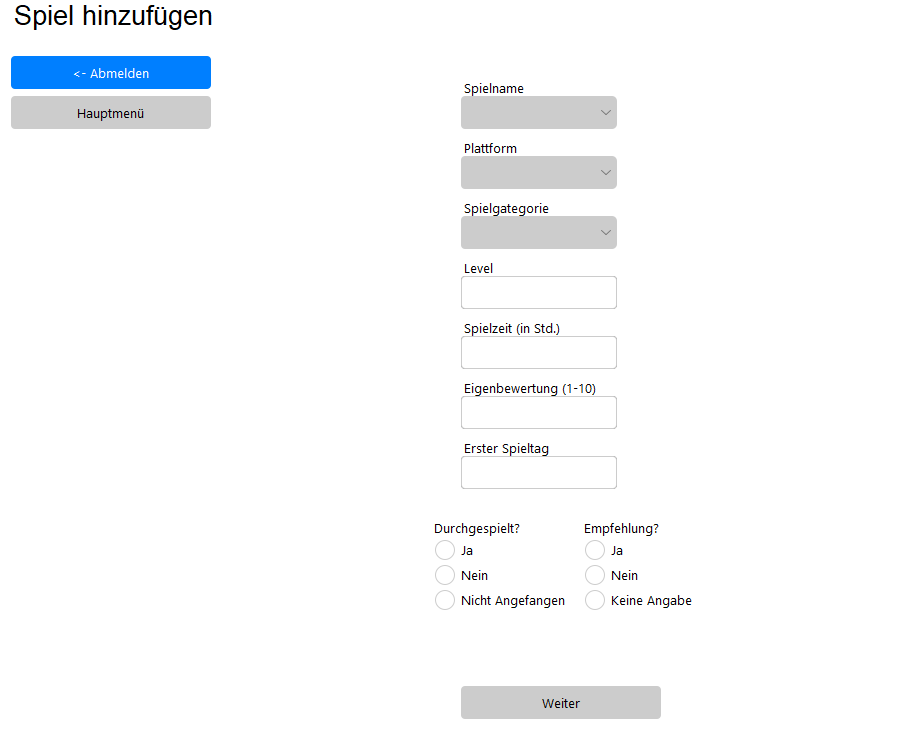 Spiel hinzufügen
<- Abmelden
Hauptmenü
Spielname
Plattform
Spielgategorie
Level
Spielzeit (in Std.)
Eigenbewertung (1-10)
Erster Spieltag
Durchgespielt?
Ja
Nein
Nicht Angefangen
Empfehlung?
Ja
Nein
Keine Angabe
Weiter